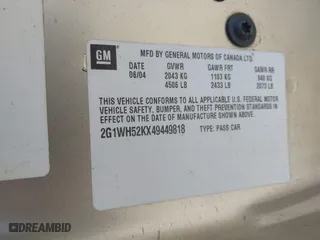 GM
MFD BY GENERAL MOTORS OF CANADA LTD.
DATE GVWR GAWR FRT GAWR RR
06/04 2043 KG 1103 KG 940 KG
4506 LB 2433 LB 2073 LB
THIS VEHICLE CONFORMS TO ALL APPLICABLE U.S. FEDERAL
MOTOR VEHICLE SAFETY, BUMPER, AND THEFT PREVENTION STANDARDS
IN EFFECT ON THE DATE OF MANUFACTURE SHOWN ABOVE.
2G1WH52KX49449818 TYPE: PASS CAR
DREAMBID